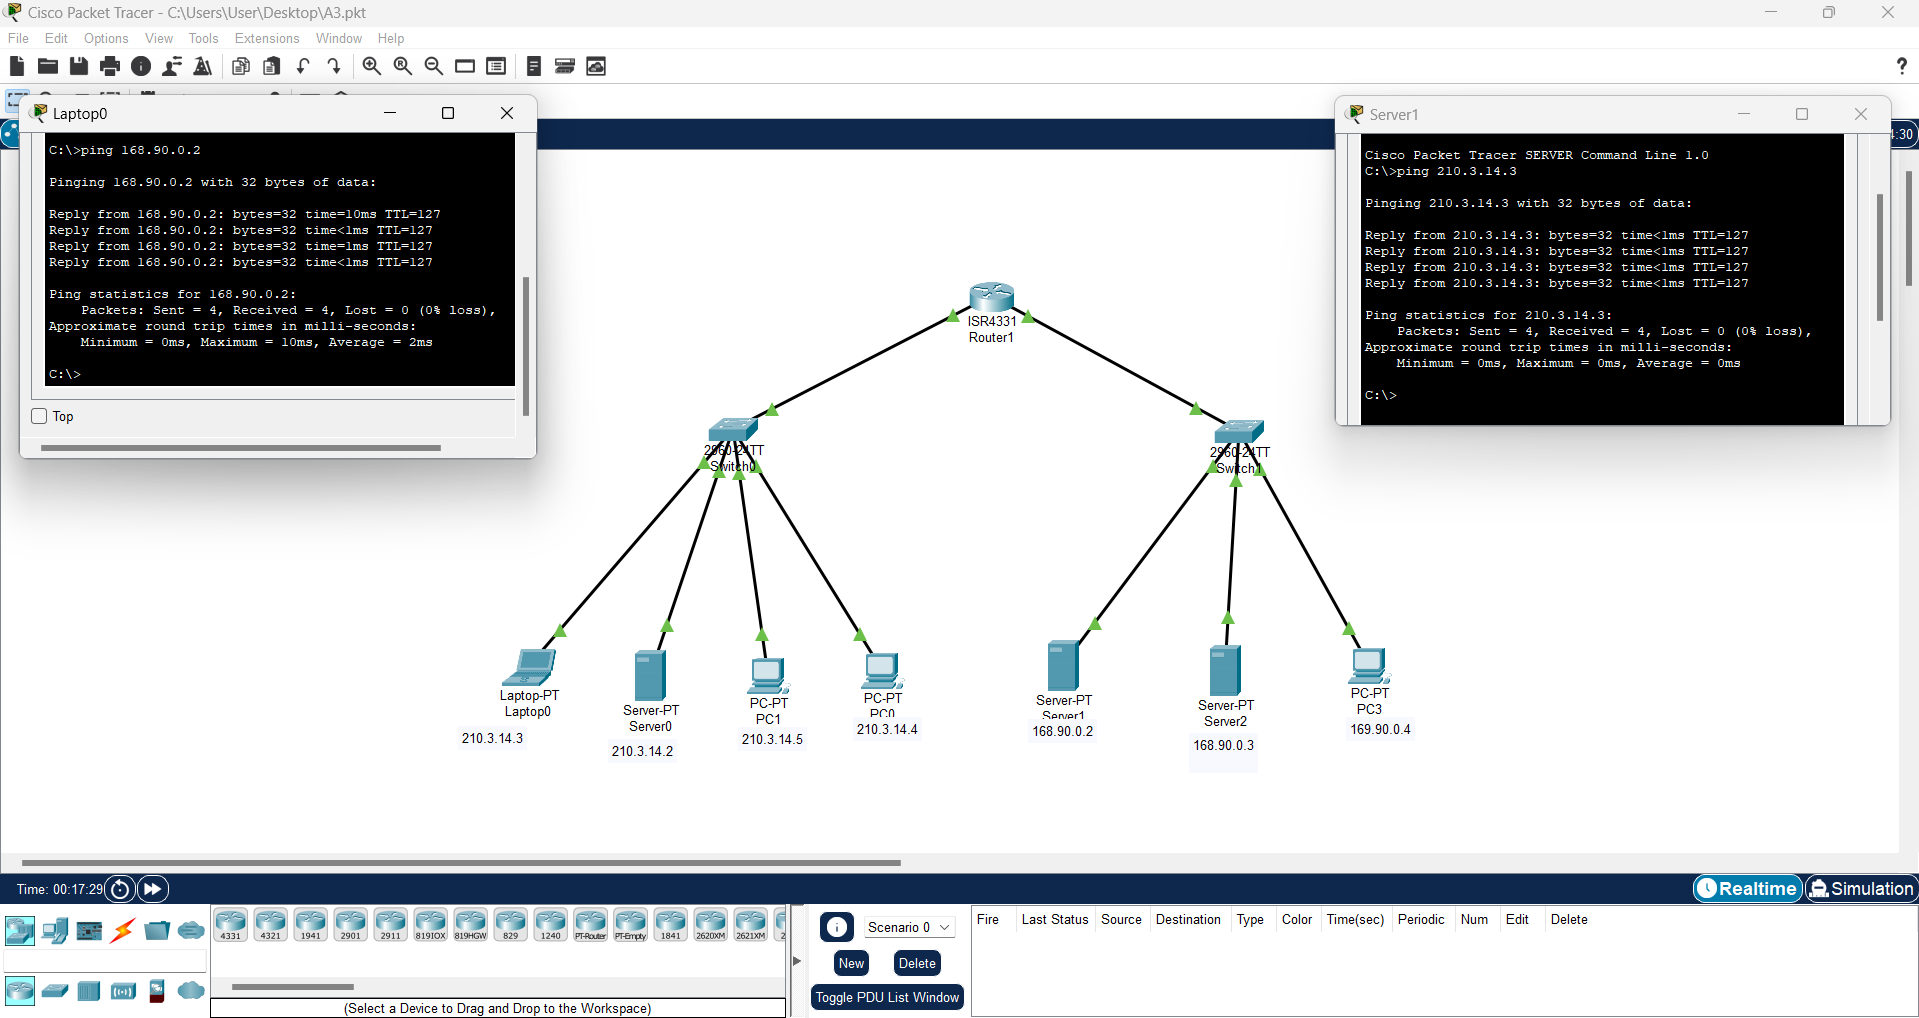 Cisco Packet Tracer - C:\Users\User\Desktop\A3.pkt
File Edit Options View Tools Extensions Window Help
?
Laptop0
C:\>ping 168.90.0.2
Pinging 168.90.0.2 with 32 bytes of data:
Reply from 168.90.0.2: bytes=32 time=10ms TTL=127
Reply from 168.90.0.2: bytes=32 time<1ms TTL=127
Reply from 168.90.0.2: bytes=32 time=1ms TTL=127
Reply from 168.90.0.2: bytes=32 time<1ms TTL=127
Ping statistics for 168.90.0.2:
Packets: Sent = 4, Received = 4, Lost = 0 (0% loss),
Approximate round trip times in milli-seconds:
Minimum = 0ms, Maximum = 10ms, Average = 2ms
C:\>
Top
Server1
:30
Cisco Packet Tracer SERVER Command Line 1.0
C:\>ping 210.3.14.3
Pinging 210.3.14.3 with 32 bytes of data:
Reply from 210.3.14.3: bytes=32 time<1ms TTL=127
Reply from 210.3.14.3: bytes=32 time<1ms TTL=127
Reply from 210.3.14.3: bytes=32 time<1ms TTL=127
Reply from 210.3.14.3: bytes=32 time<1ms TTL=127
Ping statistics for 210.3.14.3:
Packets: Sent = 4, Received = 4, Lost = 0 (0% loss),
Approximate round trip times in milli-seconds:
Minimum = 0ms, Maximum = 0ms, Average = 0ms
C:\>
ISR4331
Router1
2960-24TT
Switch0
2960-24TT
Switch1
Laptop-PT
Laptop0
210.3.14.3
Server-PT
Server0
210.3.14.2
PC-PT
PC1
210.3.14.5
PC-PT
PC0
210.3.14.4
Server-PT
Server1
168.90.0.2
Server-PT
Server2
168.90.0.3
PC-PT
PC3
169.90.0.4
Time: 00:17:29
Realtime
Simulation
4331 4321 1941 2901 2911 819IOX 819HGW 829 1240 PT-Router PT-Empty 1841 2620XM 2621XM 2
(Select a Device to Drag and Drop to the Workspace)
Scenario 0
New
Delete
Toggle PDU List Window
Fire Last Status Source Destination Type Color Time(sec) Periodic Num Edit Delete